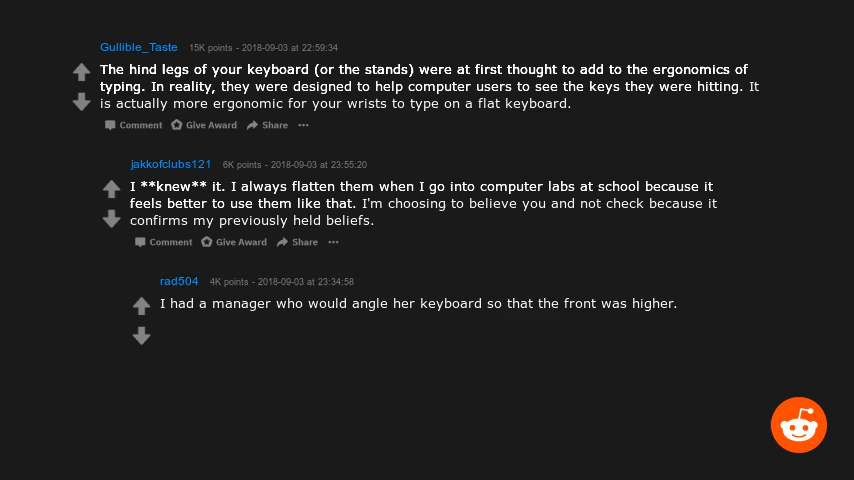 Gullible_Taste 15K points - 2018-09-03 at 22:59:34
The hind legs of your keyboard (or the stands) were at first thought to add to the ergonomics of
typing. In reality, they were designed to help computer users to see the keys they were hitting. It
is actually more ergonomic for your wrists to type on a flat keyboard.
Comment Give Award Share ...
jakkofclubs121 6K points - 2018-09-03 at 23:55:20
I **knew** it. I always flatten them when I go into computer labs at school because it
feels better to use them like that. I'm choosing to believe you and not check because it
confirms my previously held beliefs.
Comment Give Award Share ...
rad504 4K points - 2018-09-03 at 23:34:58
I had a manager who would angle her keyboard so that the front was higher.